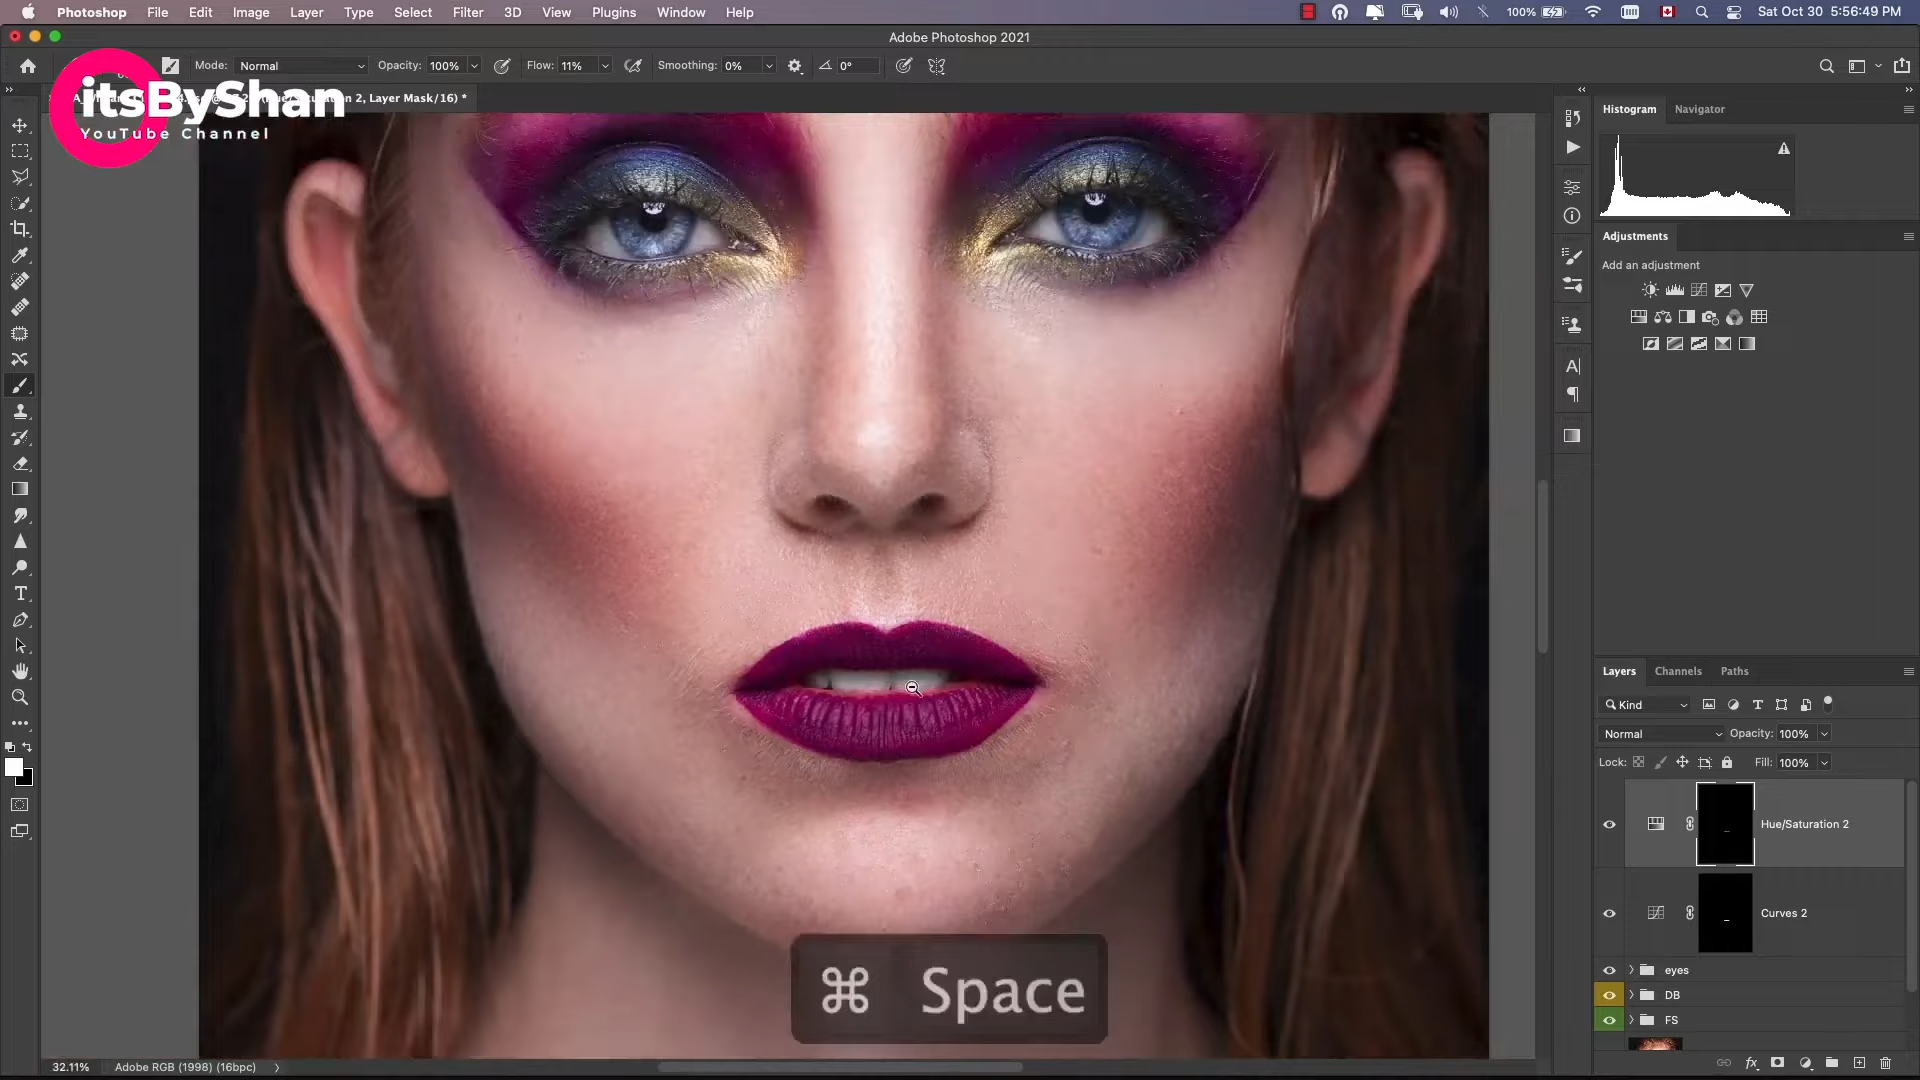 Photoshop File Edit Image Layer Type Select Filter 3D View Plugins Window Help
100% Sat Oct 30 5:56:49 PM
Adobe Photoshop 2021
Mode: Normal Opacity: 100% Flow: 11% Smoothing: 0% 0°
itsByShan
YouTube Channel
2, Layer Mask/16) *
Histogram Navigator
Adjustments
Add an adjustment
Layers Channels Paths
Kind
Normal Opacity: 100%
Lock: Fill: 100%
Hue/Saturation 2
Curves 2
eyes
DB
FS
⌘ Space
32.11% Adobe RGB (1998) (16bpc)